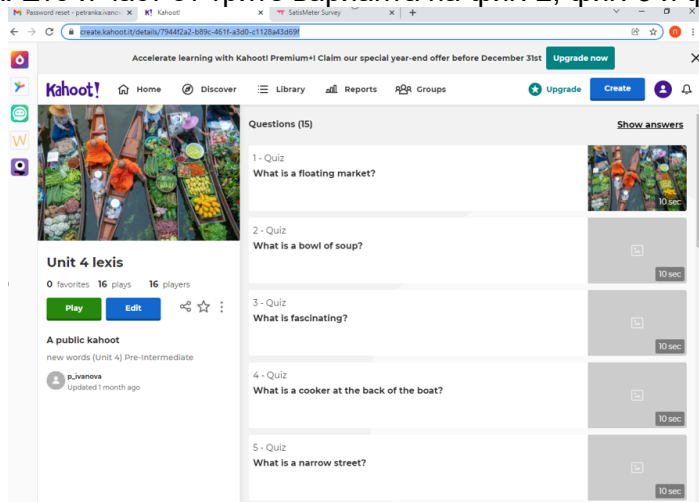 Password reset - petranka.ivano
Kahoot!
SatisMeter Survey
create.kahoot.it/details/7944f2a2-b89c-461f-a3d0-c1128a43d69f
Accelerate learning with Kahoot! Premium+! Claim our special year-end offer before December 31st
Upgrade now
Kahoot!
Home
Discover
Library
Reports
Groups
Upgrade
Create
Questions (15)
Show answers
1 - Quiz
What is a floating market?
10 sec
2 - Quiz
What is a bowl of soup?
10 sec
3 - Quiz
What is fascinating?
10 sec
4 - Quiz
What is a cooker at the back of the boat?
10 sec
5 - Quiz
What is a narrow street?
10 sec
Unit 4 lexis
0 favorites 16 plays 16 players
Play
Edit
A public kahoot
new words (Unit 4) Pre-Intermediate
p_ivanova
Updated 1 month ago